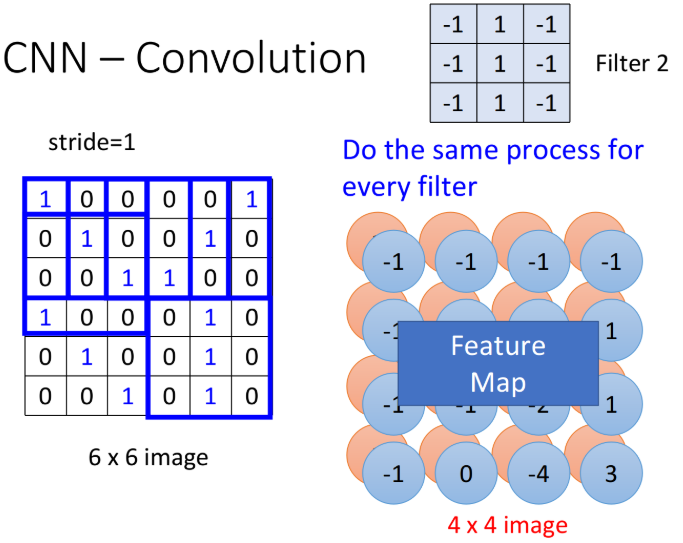 CNN – Convolution
-1 1 -1
-1 1 -1
-1 1 -1
Filter 2
stride=1
Do the same process for
every filter
1 0 0 0 0 1
0 1 0 0 1 0
0 0 1 1 0 0
1 0 0 0 1 0
0 1 0 0 1 0
0 0 1 0 1 0
6 x 6 image
-1 -1 -1 -1
1
Feature
Map
-1 -1 -2 1
-1 0 -4 3
4 x 4 image